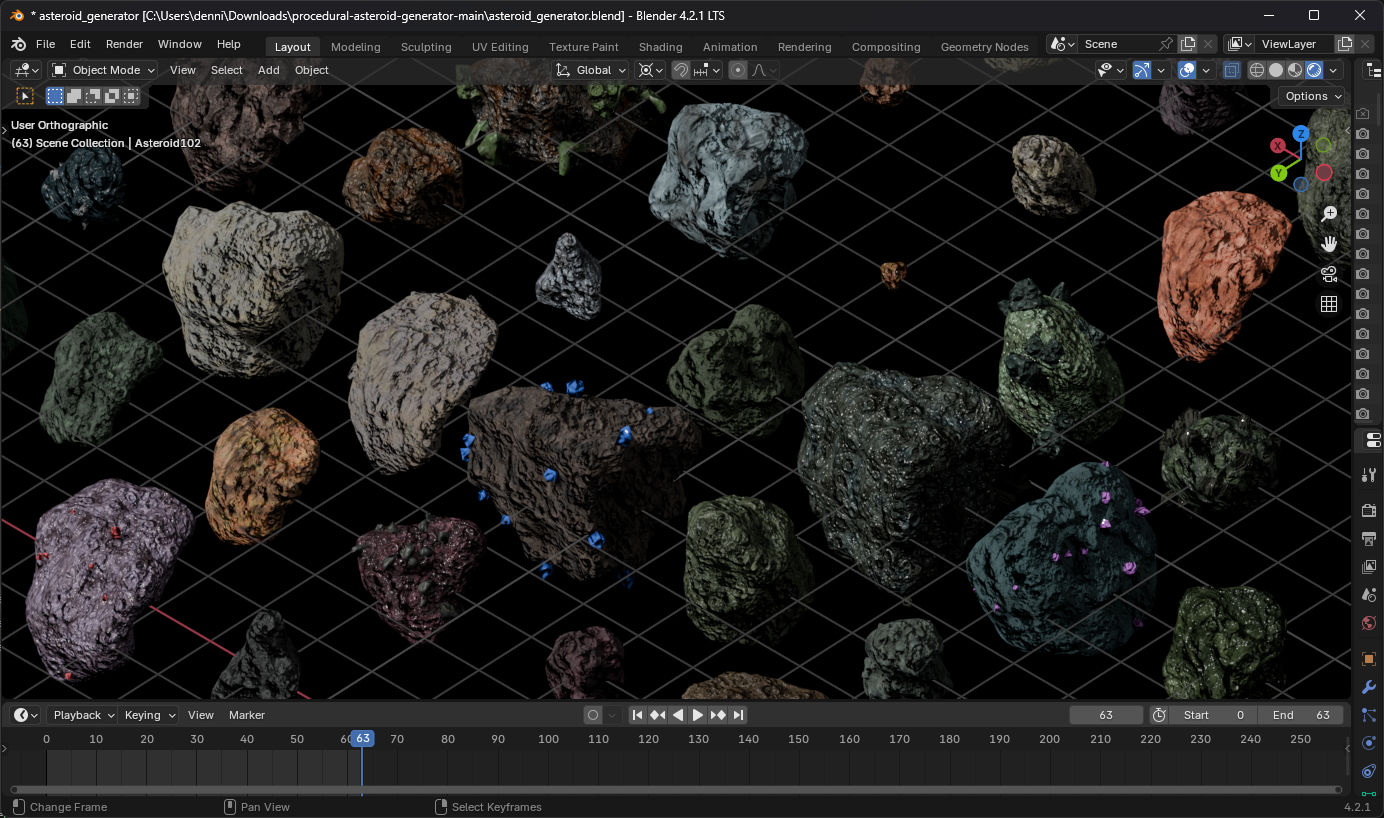 * asteroid_generator [C:\Users\denni\Downloads\procedural-asteroid-generator-main\asteroid_generator.blend] - Blender 4.2.1 LTS
File Edit Render Window Help Layout Modeling Sculpting UV Editing Texture Paint Shading Animation Rendering Compositing Geometry Nodes Scene ViewLayer
Object Mode View Select Add Object Global
Options
User Orthographic
(63) Scene Collection | Asteroid102
Z
X
Y
Playback Keying View Marker 63 Start 0 End 63
0 10 20 30 40 50 60 63 70 80 90 100 110 120 130 140 150 160 170 180 190 200 210 220 230 240 250
Change Frame Pan View Select Keyframes 4.2.1